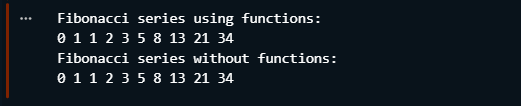 Fibonacci series using functions:
0 1 1 2 3 5 8 13 21 34
Fibonacci series without functions:
0 1 1 2 3 5 8 13 21 34